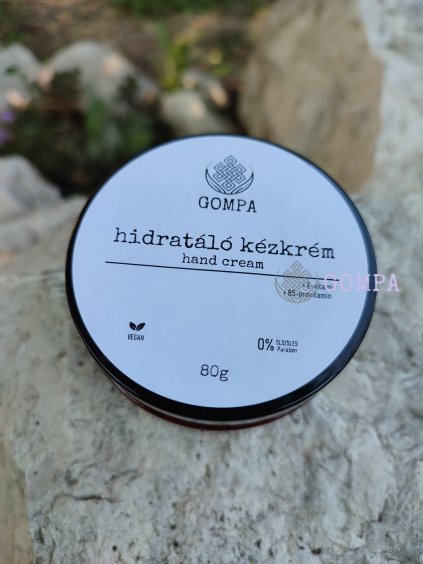 GOMPA
hidratáló kézkrém
hand cream
+ E-vitamin
+ B5-provitamin
GOMPA
VEGAN
0% SLS/SLES
Paraben
80g